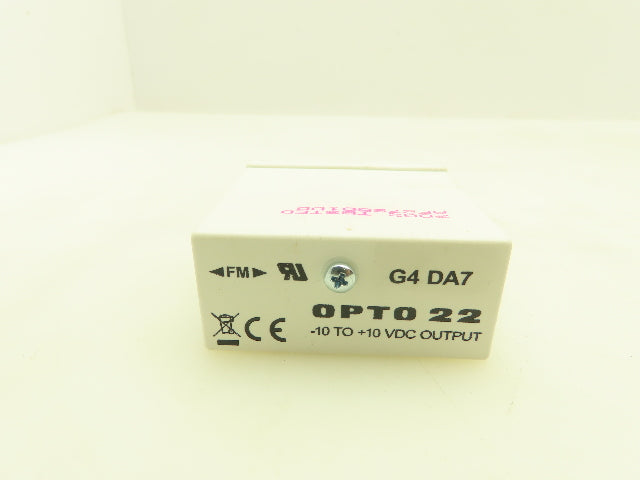 FM
G4 DA7
OPTO 22
CE
-10 TO +10 VDC OUTPUT